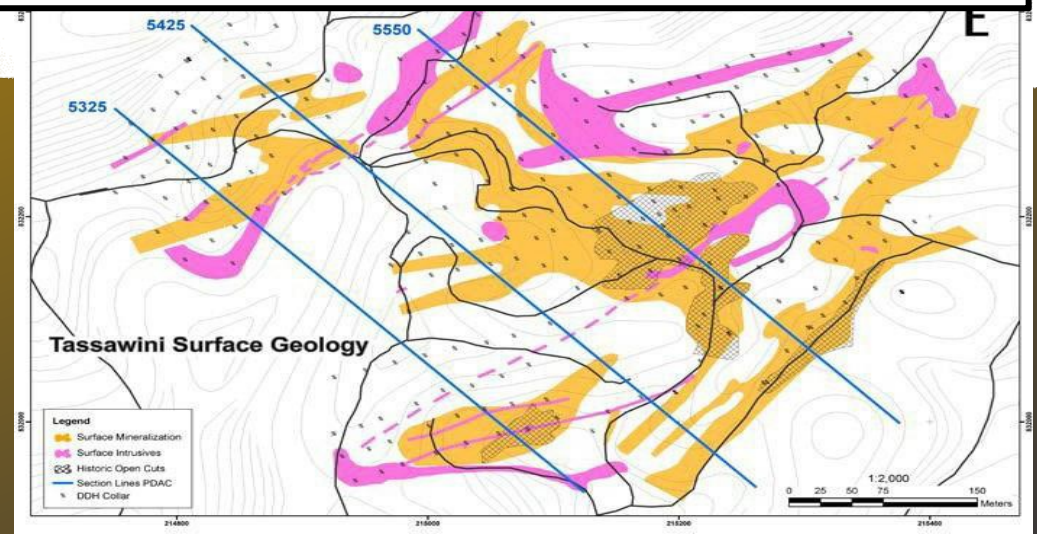 E
5425
5550
5325
832200
832200
Tassawini Surface Geology
Legend
Surface Mineralization
Surface Intrusives
Historic Open Cuts
Section Lines PDAC
DDH Collar
1:2,000
0 25 50 75 150
Meters
214800 215000 215200 215400